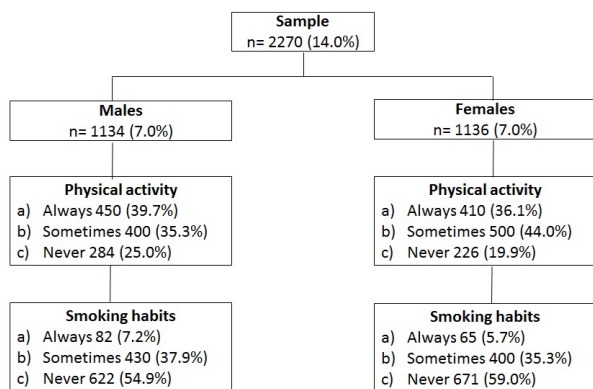 Sample
n= 2270 (14.0%)
Males
n= 1134 (7.0%)
Females
n= 1136 (7.0%)
Physical activity
a) Always 450 (39.7%)
b) Sometimes 400 (35.3%)
c) Never 284 (25.0%)
Physical activity
a) Always 410 (36.1%)
b) Sometimes 500 (44.0%)
c) Never 226 (19.9%)
Smoking habits
a) Always 82 (7.2%)
b) Sometimes 430 (37.9%)
c) Never 622 (54.9%)
Smoking habits
a) Always 65 (5.7%)
b) Sometimes 400 (35.3%)
c) Never 671 (59.0%)